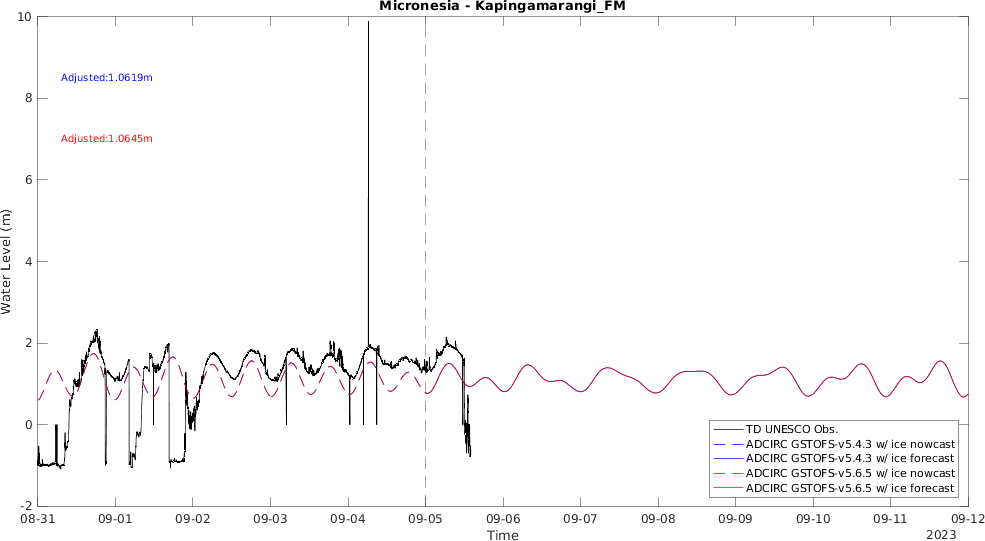 Micronesia - Kapingamarangi_FM
10
8
6
4
2
0
-2
Water Level (m)
Adjusted:1.0619m
Adjusted:1.0645m
TD UNESCO Obs.
ADCIRC GSTOFS-v5.4.3 w/ ice nowcast
ADCIRC GSTOFS-v5.4.3 w/ ice forecast
ADCIRC GSTOFS-v5.6.5 w/ ice nowcast
ADCIRC GSTOFS-v5.6.5 w/ ice forecast
08-31 09-01 09-02 09-03 09-04 09-05 09-06 09-07 09-08 09-09 09-10 09-11 09-12
Time
2023